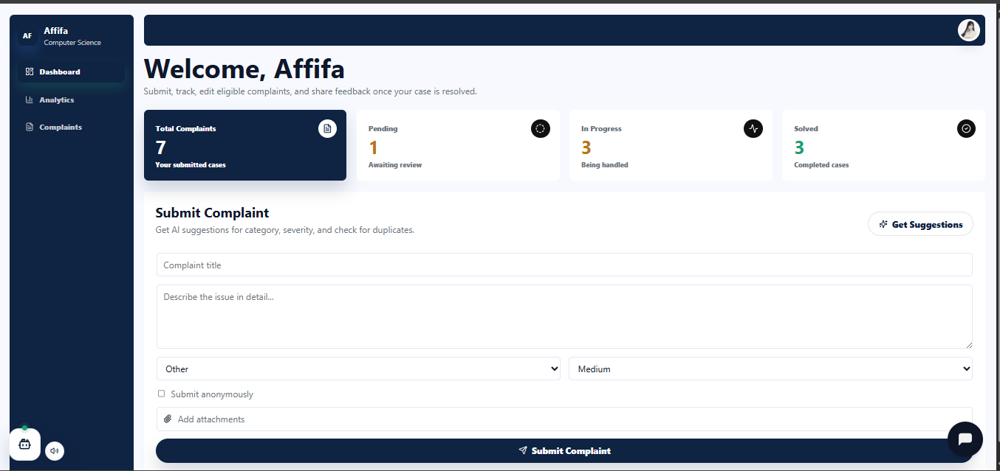 AF
Affifa
Computer Science
Dashboard
Analytics
Complaints
Welcome, Affifa
Submit, track, edit eligible complaints, and share feedback once your case is resolved.
Total Complaints
7
Your submitted cases
Pending
1
Awaiting review
In Progress
3
Being handled
Solved
3
Completed cases
Submit Complaint
Get AI suggestions for category, severity, and check for duplicates.
Get Suggestions
Complaint title
Describe the issue in detail...
Other
Medium
Submit anonymously
Add attachments
Submit Complaint